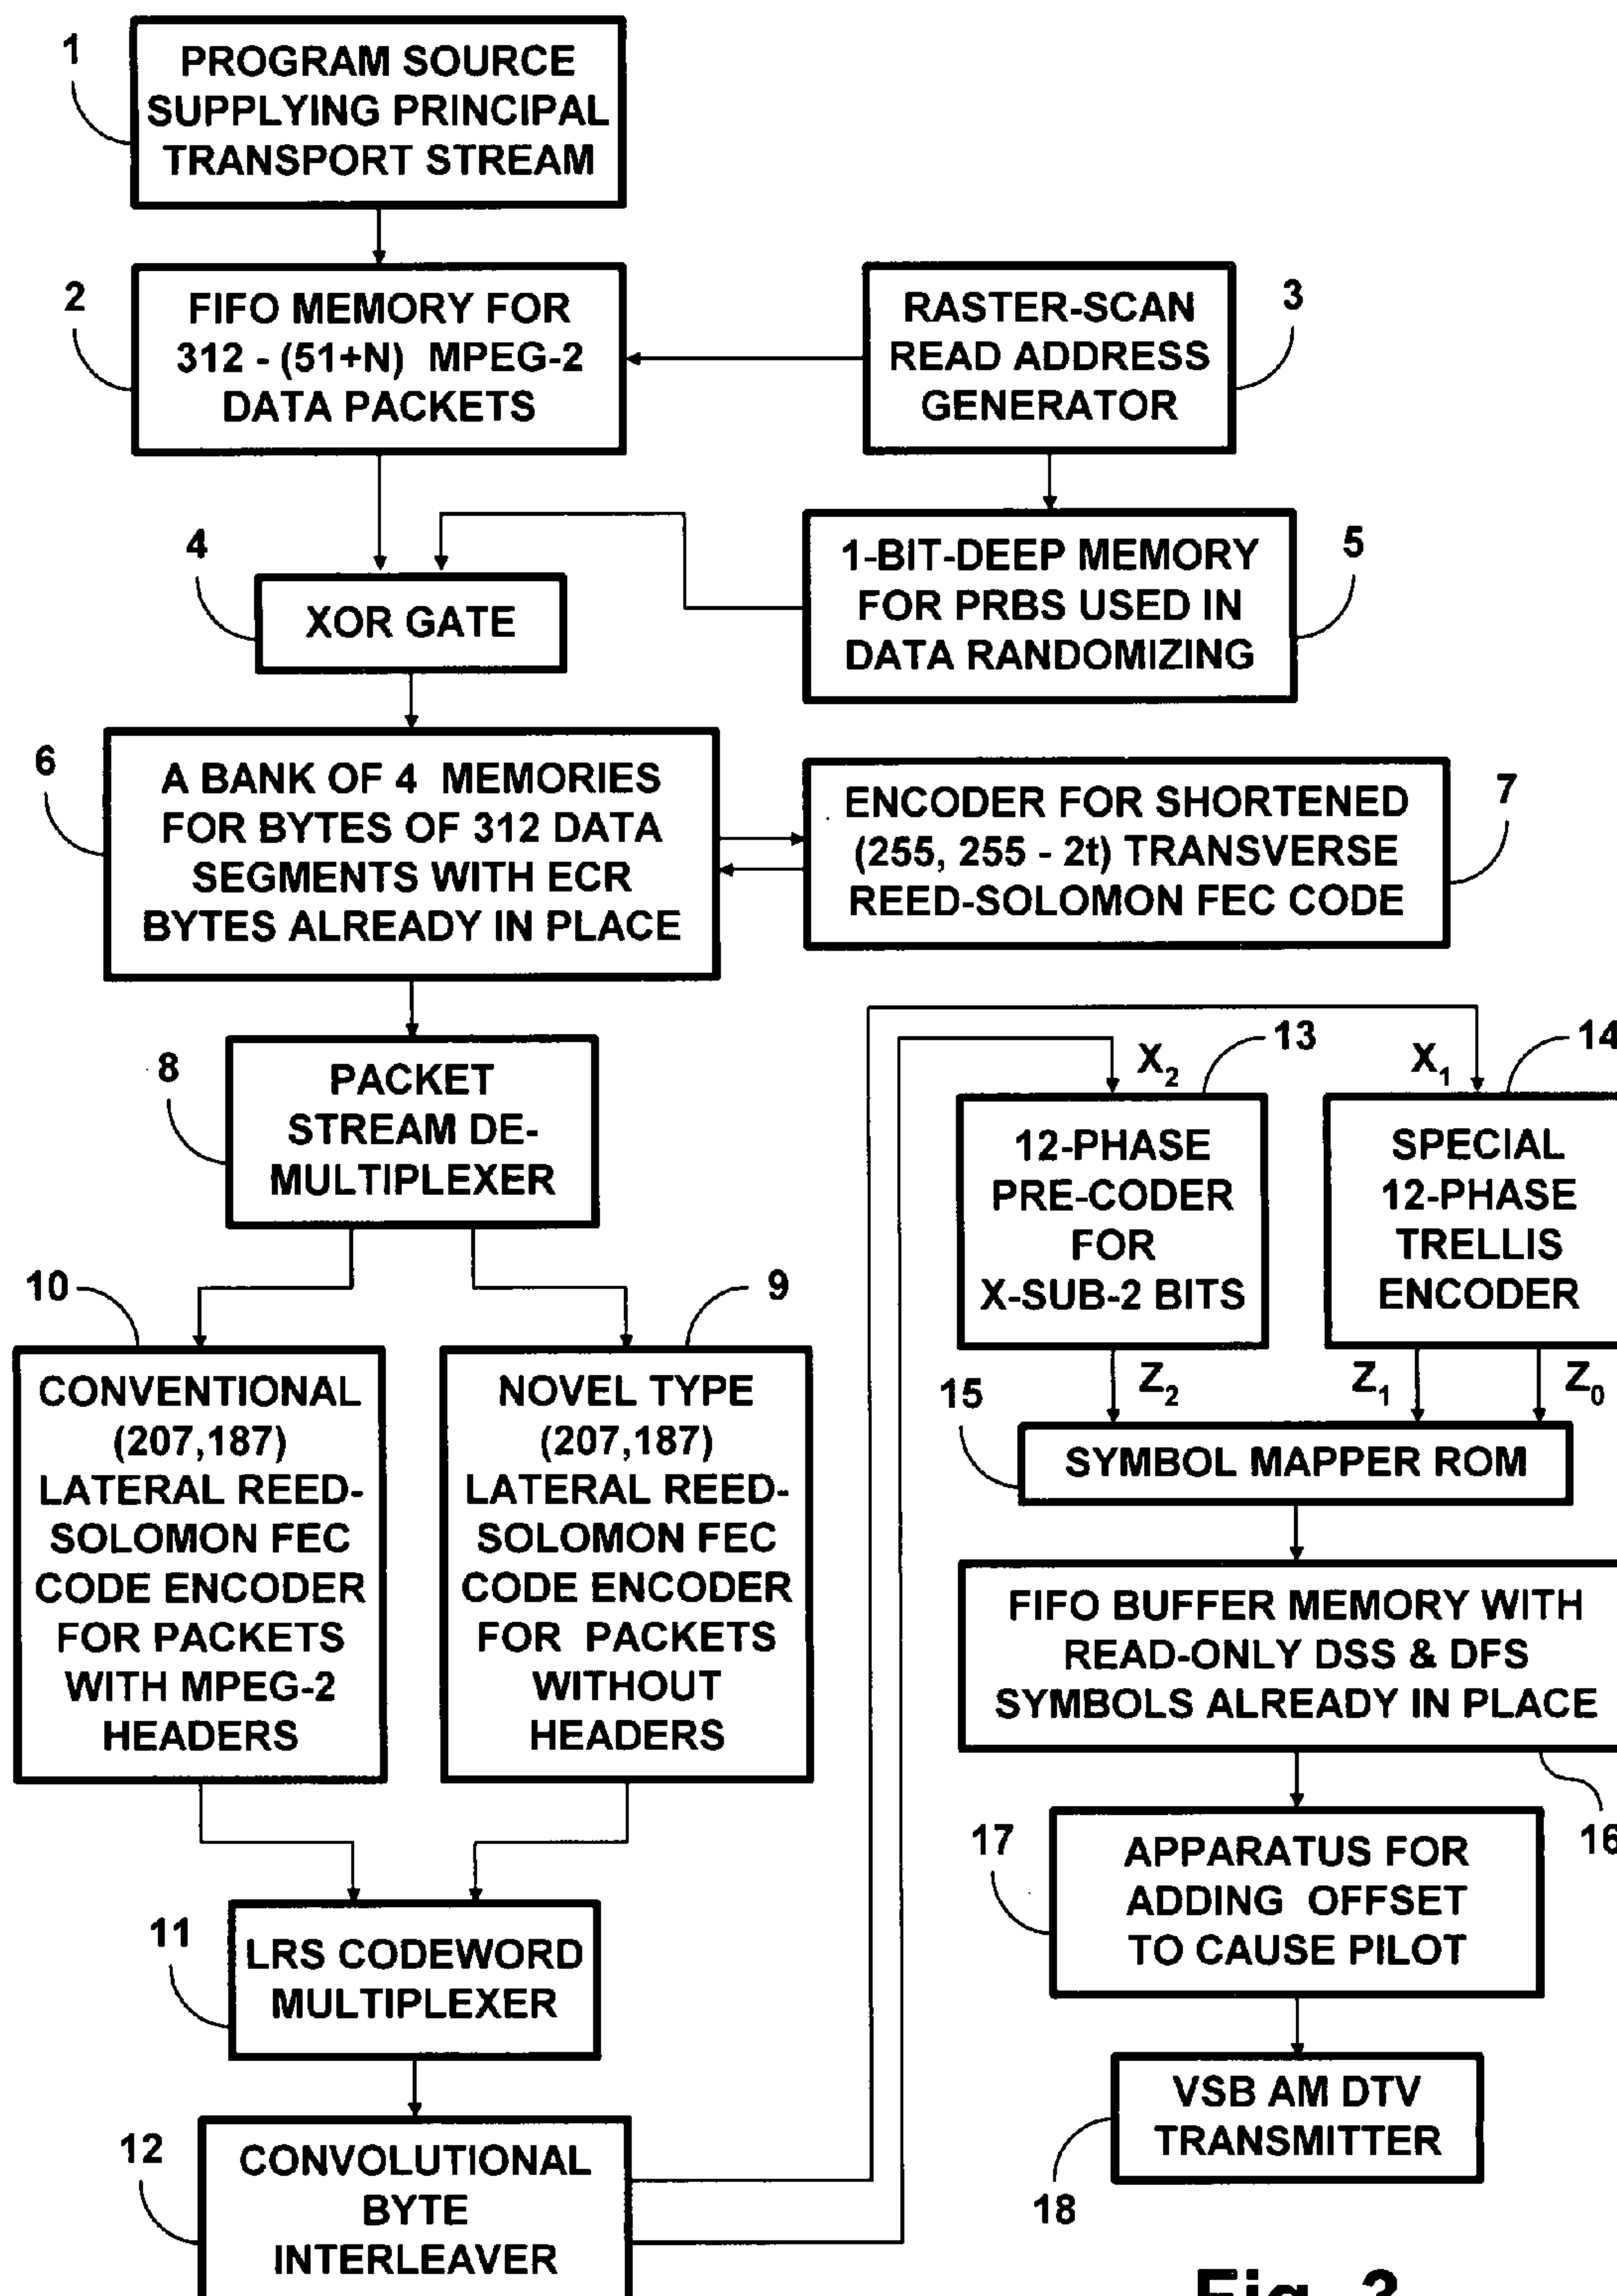 1
PROGRAM SOURCE
SUPPLYING PRINCIPAL
TRANSPORT STREAM
2
FIFO MEMORY FOR
312 - (51+N) MPEG-2
DATA PACKETS
RASTER-SCAN
READ ADDRESS
GENERATOR
3
4
XOR GATE
1-BIT-DEEP MEMORY
FOR PRBS USED IN
DATA RANDOMIZING
5
6
A BANK OF 4 MEMORIES
FOR BYTES OF 312 DATA
SEGMENTS WITH ECR
BYTES ALREADY IN PLACE
ENCODER FOR SHORTENED
(255, 255 - 2t) TRANSVERSE
REED-SOLOMON FEC CODE
7
8
PACKET
STREAM DE-
MULTIPLEXER
10
CONVENTIONAL
(207,187)
LATERAL REED-
SOLOMON FEC
CODE ENCODER
FOR PACKETS
WITH MPEG-2
HEADERS
9
NOVEL TYPE
(207,187)
LATERAL REED-
SOLOMON FEC
CODE ENCODER
FOR PACKETS
WITHOUT
HEADERS
11
LRS CODEWORD
MULTIPLEXER
12
CONVOLUTIONAL
BYTE
INTERLEAVER
X2
13
12-PHASE
PRE-CODER
FOR
X-SUB-2 BITS
X1
14
SPECIAL
12-PHASE
TRELLIS
ENCODER
Z2
Z1
Z0
15
SYMBOL MAPPER ROM
FIFO BUFFER MEMORY WITH
READ-ONLY DSS & DFS
SYMBOLS ALREADY IN PLACE
16
17
APPARATUS FOR
ADDING OFFSET
TO CAUSE PILOT
VSB AM DTV
TRANSMITTER
18
Fig.